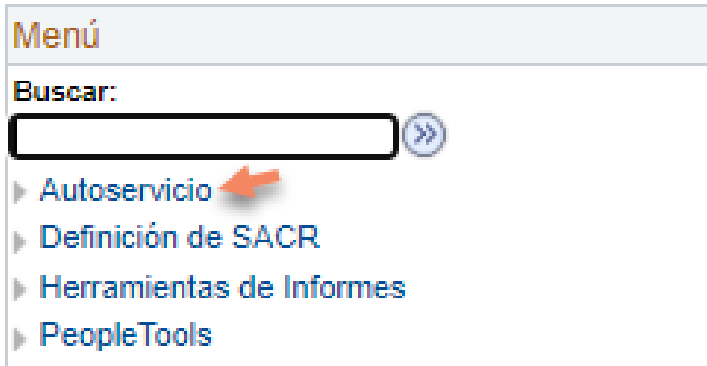 Menú
Buscar:
Autoservicio
Definición de SACR
Herramientas de Informes
PeopleTools